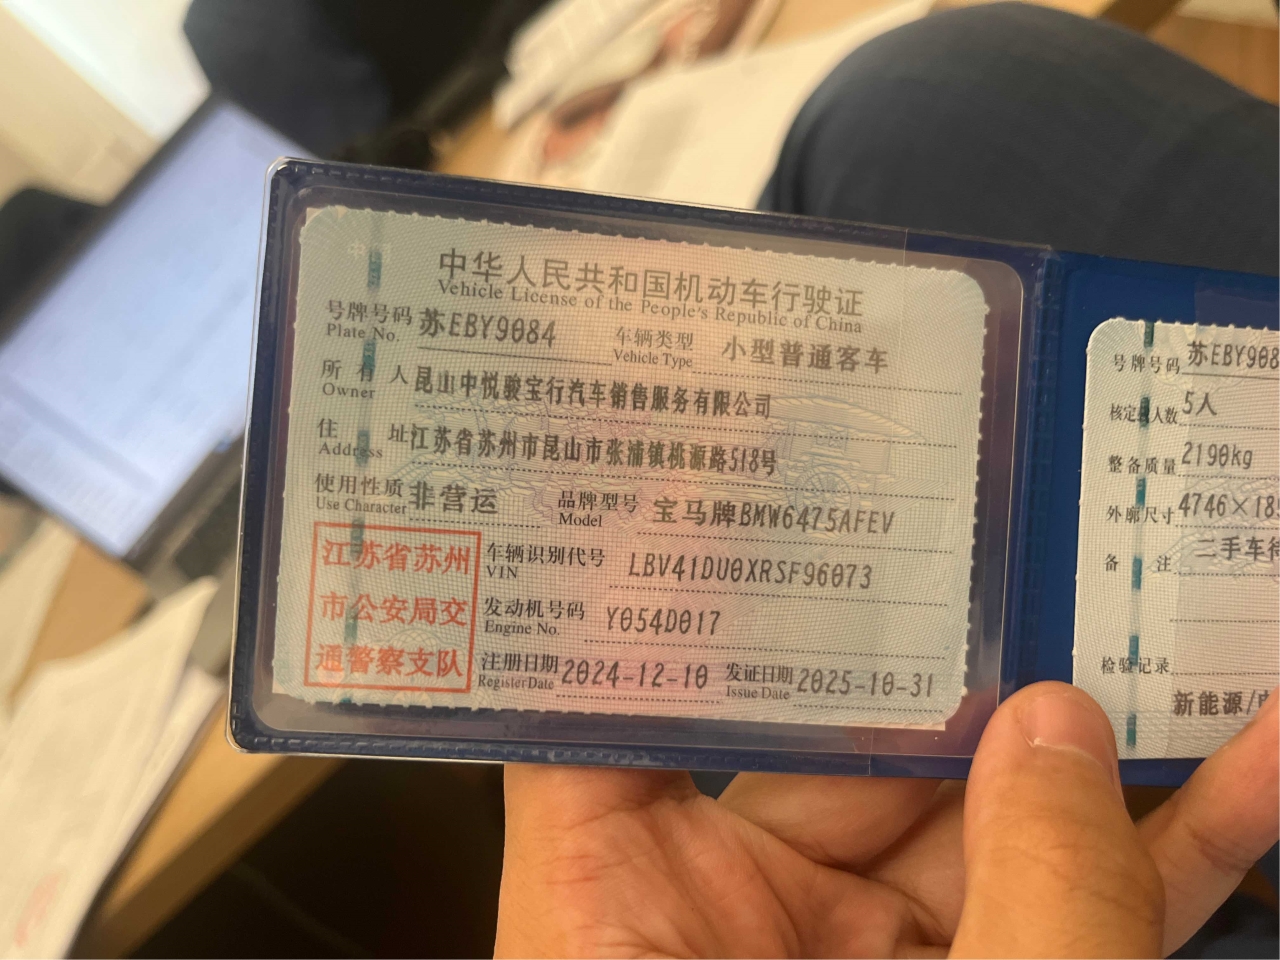 中华人民共和国机动车行驶证
Vehicle License of the People's Republic of China
号牌号码 苏EBY9084 车辆类型 小型普通客车
Plate No. Vehicle Type
所有人 昆山中悦骏宝行汽车销售服务有限公司
Owner
住址 江苏省苏州市昆山市张浦镇桃源路518号
Address
使用性质 非营运 品牌型号 宝马牌BMW6475AFEV
Use Character Model
江苏省苏州
市公安局交
通警察支队
车辆识别代号 LBV41DU0XRSF96073
VIN
发动机号码 Y054D017
Engine No.
注册日期 2024-12-10 发证日期 2025-10-31
Register Date Issue Date
号牌号码 苏EBY908
核定载人数 5人
整备质量 2190kg
外廓尺寸 4746×18
备注 二手车
检验记录
新能源/